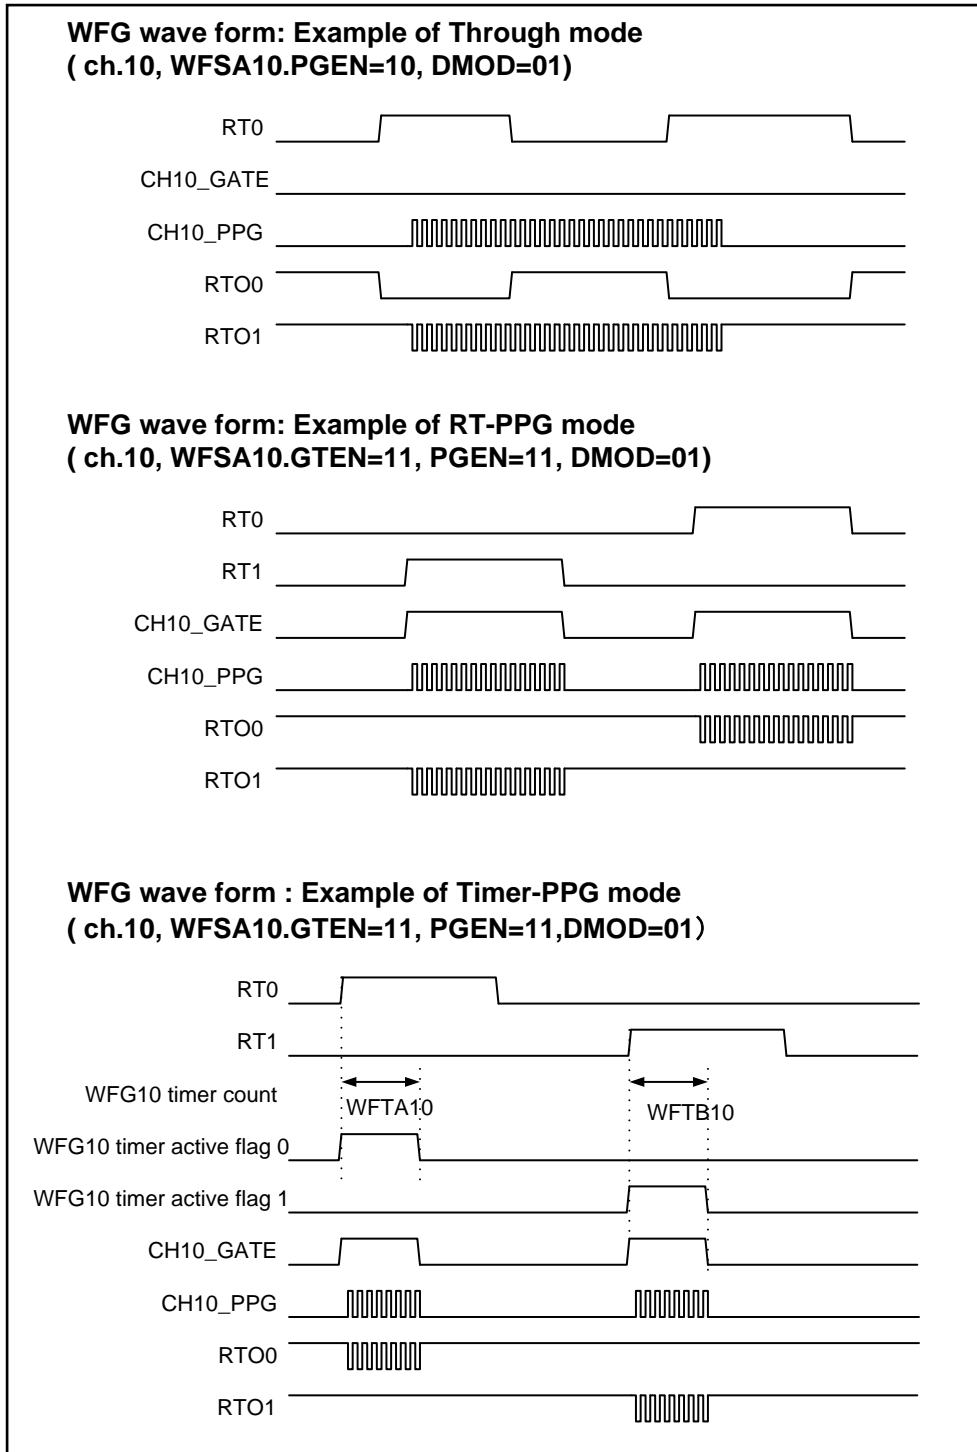 WFG wave form: Example of Through mode
( ch.10, WFSA10.PGEN=10, DMOD=01)
RT0
CH10_GATE
CH10_PPG
RTO0
RTO1
WFG wave form: Example of RT-PPG mode
( ch.10, WFSA10.GTEN=11, PGEN=11, DMOD=01)
RT0
RT1
CH10_GATE
CH10_PPG
RTO0
RTO1
WFG wave form : Example of Timer-PPG mode
( ch.10, WFSA10.GTEN=11, PGEN=11,DMOD=01）
RT0
RT1
WFG10 timer count
WFTA10
WFTB10
WFG10 timer active flag 0
WFG10 timer active flag 1
CH10_GATE
CH10_PPG
RTO0
RTO1